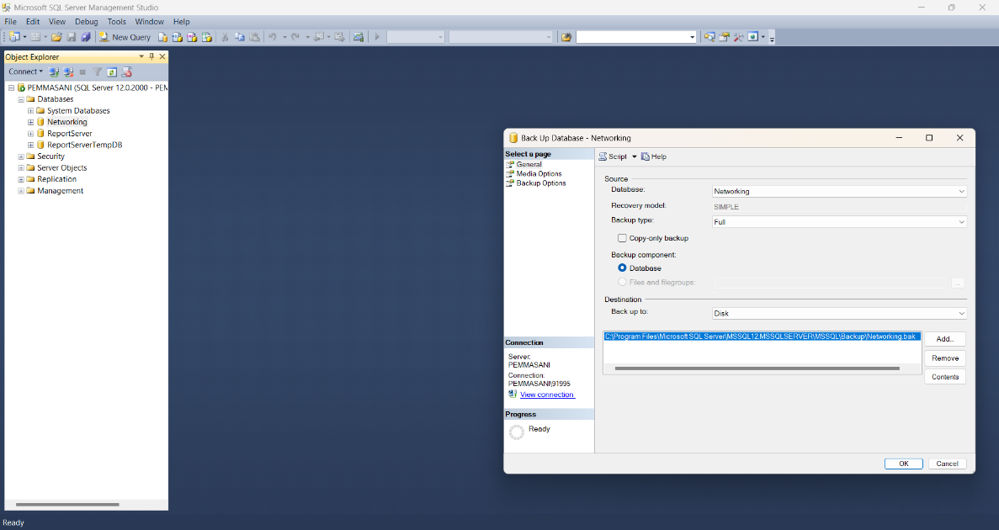 Microsoft SQL Server Management Studio
File Edit View Debug Tools Window Help
New Query
Object Explorer
Connect
PEMMASANI (SQL Server 12.0.2000 - PEM
Databases
System Databases
Networking
ReportServer
ReportServerTempDB
Security
Server Objects
Replication
Management
Back Up Database - Networking
Select a page
General
Media Options
Backup Options
Connection
Server:
PEMMASANI
Connection:
PEMMASANI\91995
View connection
Progress
Ready
Script Help
Source
Database: Networking
Recovery model: SIMPLE
Backup type: Full
Copy-only backup
Backup component:
Database
Files and filegroups: ...
Destination
Back up to: Disk
C:\Program Files\Microsoft SQL Server\MSSQL12.MSSQLSERVER\MSSQL\Backup\Networking.bak
Add...
Remove
Contents
OK Cancel
Ready